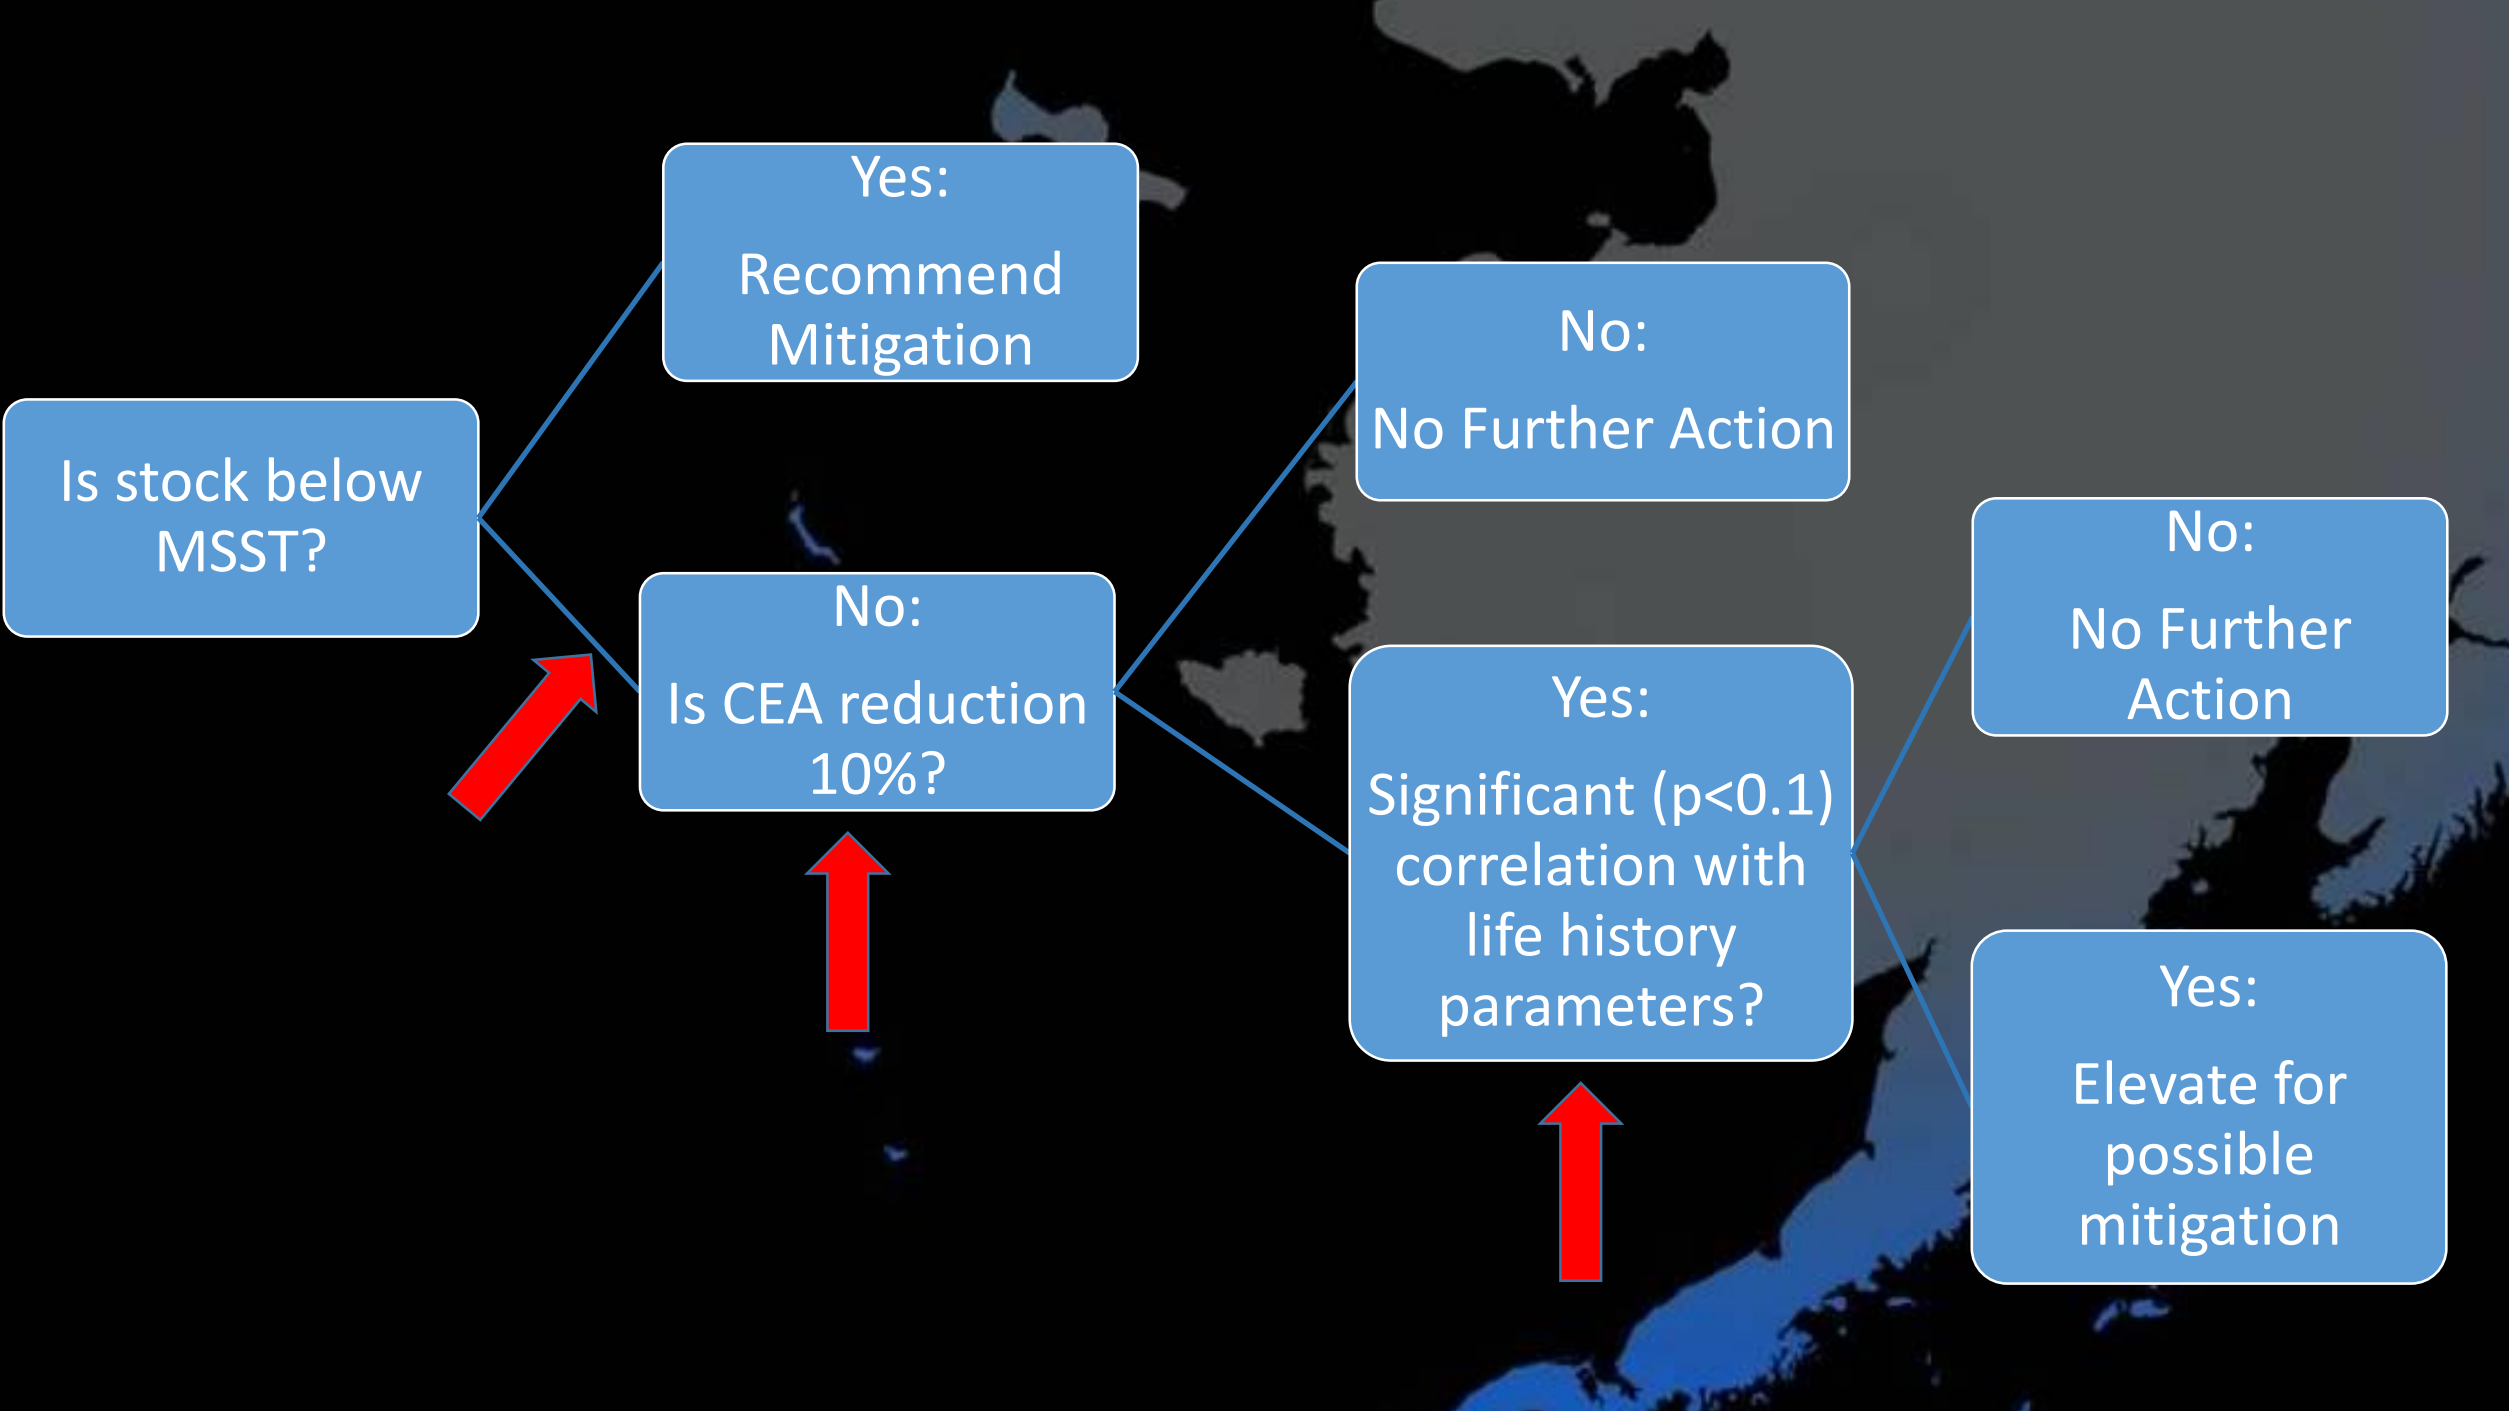 Is stock below
MSST?
Yes:
Recommend
Mitigation
No:
Is CEA reduction
10%?
No:
No Further Action
Yes:
Significant (p<0.1)
correlation with
life history
parameters?
No:
No Further
Action
Yes:
Elevate for
possible
mitigation